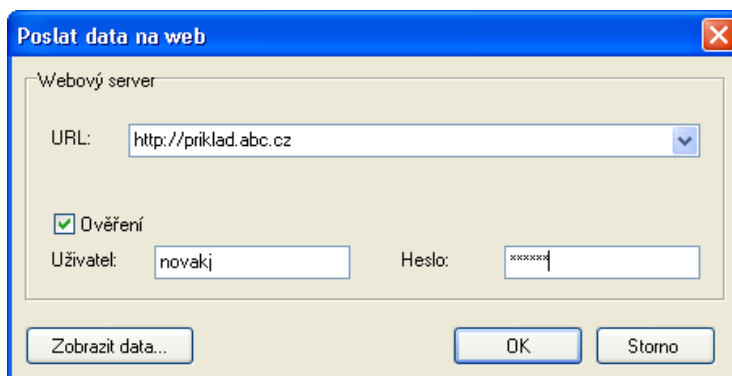 Poslat data na web
Webový server
URL: http://priklad.abc.cz
Ověření
Uživatel: novakj Heslo: ******
Zobrazit data... OK Storno